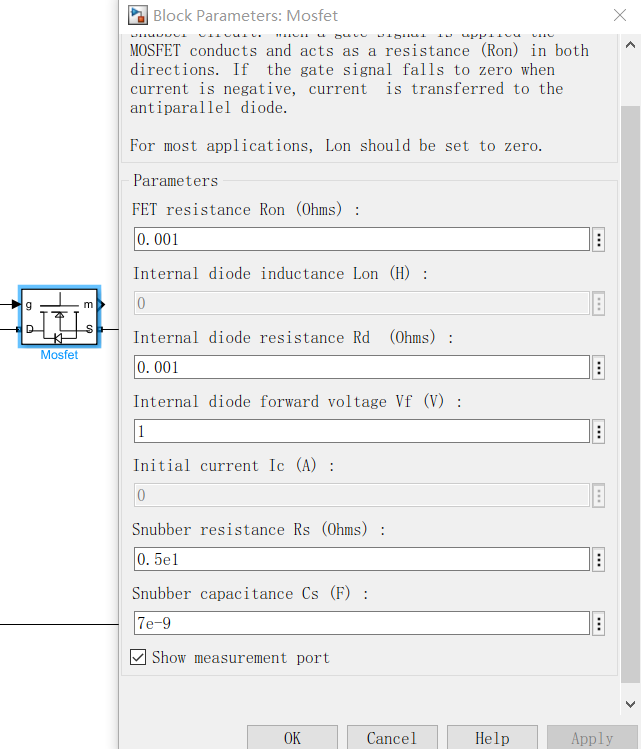 Block Parameters: Mosfet
Snubber circuit. When a gate signal is applied the
MOSFET conducts and acts as a resistance (Ron) in both
directions. If  the gate signal falls to zero when
current is negative, current  is transferred to the
antiparallel diode.
For most applications, Lon should be set to zero.
Parameters
FET resistance Ron (Ohms) :
0.001
Internal diode inductance Lon (H) :
0
Internal diode resistance Rd  (Ohms) :
0.001
Internal diode forward voltage Vf (V) :
1
Initial current Ic (A) :
0
Snubber resistance Rs (Ohms) :
0.5e1
Snubber capacitance Cs (F) :
7e-9
Show measurement port
OK Cancel Help Apply
g m
D S
Mosfet